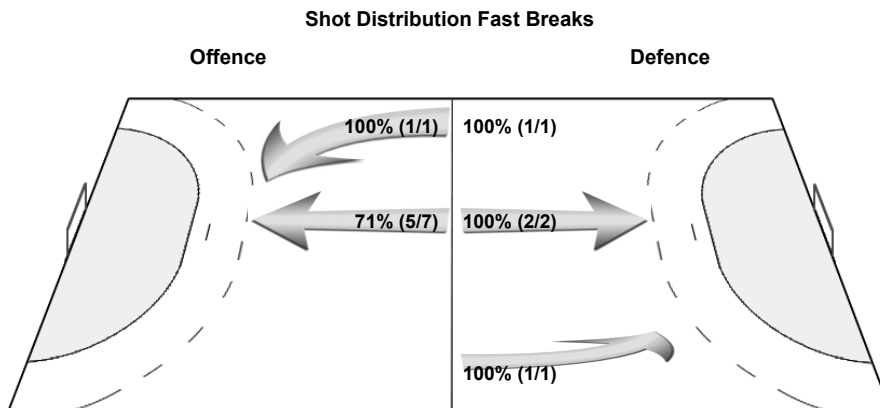 Shot Distribution Fast Breaks
Offence Defence
100% (1/1) 100% (1/1)
71% (5/7) 100% (2/2)
100% (1/1)